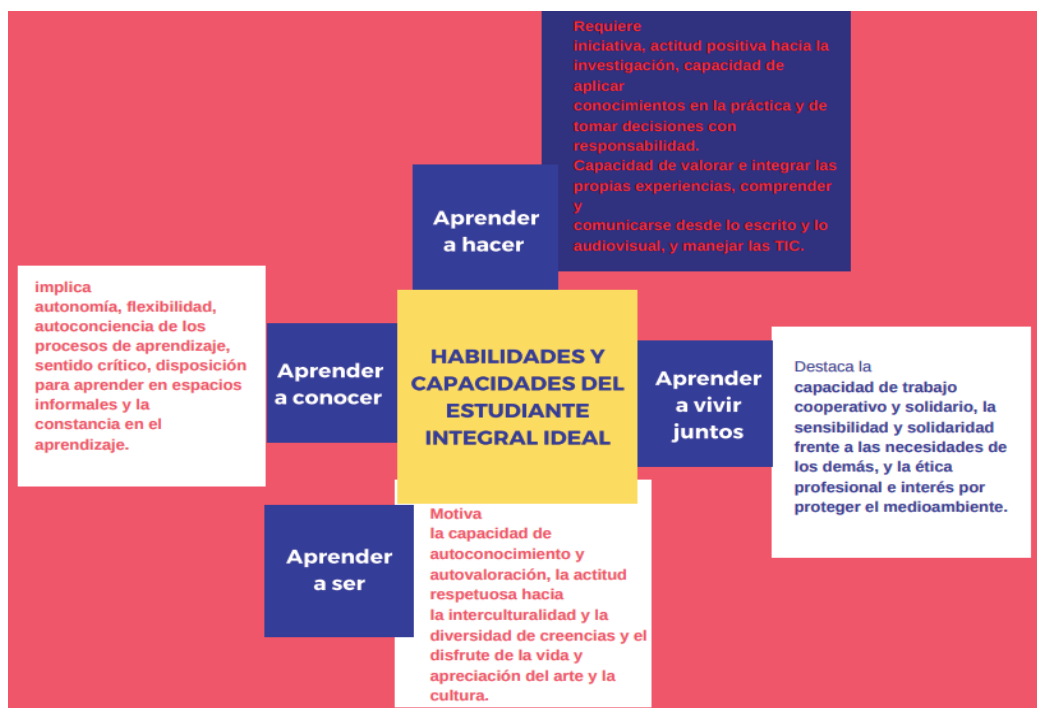 Requiere
iniciativa, actitud positiva hacia la
investigación, capacidad de
aplicar
conocimientos en la práctica y de
tomar decisiones con
responsabilidad.
Capacidad de valorar e integrar las
propias experiencias, comprender
y
comunicarse desde lo escrito y lo
audiovisual, y manejar las TIC.
Aprender
a hacer
implica
autonomía, flexibilidad,
autoconciencia de los
procesos de aprendizaje,
sentido crítico, disposición
para aprender en espacios
informales y la
constancia en el
aprendizaje.
Aprender
a conocer
HABILIDADES Y
CAPACIDADES DEL
ESTUDIANTE
INTEGRAL IDEAL
Aprender
a vivir
juntos
Destaca la
capacidad de trabajo
cooperativo y solidario, la
sensibilidad y solidaridad
frente a las necesidades de
los demás, y la ética
profesional e interés por
proteger el medioambiente.
Aprender
a ser
Motiva
la capacidad de
autoconocimiento y
autovaloración, la actitud
respetuosa hacia
la interculturalidad y la
diversidad de creencias y el
disfrute de la vida y
apreciación del arte y la
cultura.